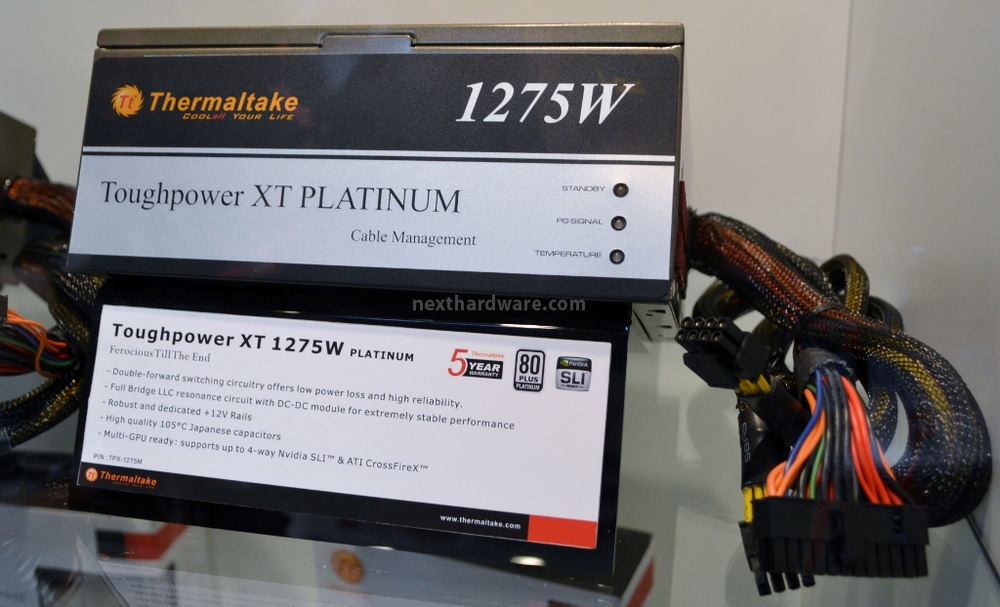 Thermaltake
COOLall YOUR LIFE
1275W
Toughpower XT PLATINUM
Cable Management
STANDBY
PG SIGNAL
TEMPERATURE
nexthardware.com
Toughpower XT 1275W PLATINUM
Ferocious Till The End
5 Thermaltake
YEAR
WARRANTY
80
PLUS
PLATINUM
NVIDIA
SLI
- Double-forward switching circuitry offers low power loss and high reliability.
- Full Bridge LLC resonance circuit with DC-DC module for extremely stable performance
- Robust and dedicated +12V Rails
- High quality 105°C Japanese capacitors
- Multi-GPU ready: supports up to 4-way Nvidia SLI™ & ATI CrossFireX™
P/N : TPX-1275M
Thermaltake
www.thermaltake.com